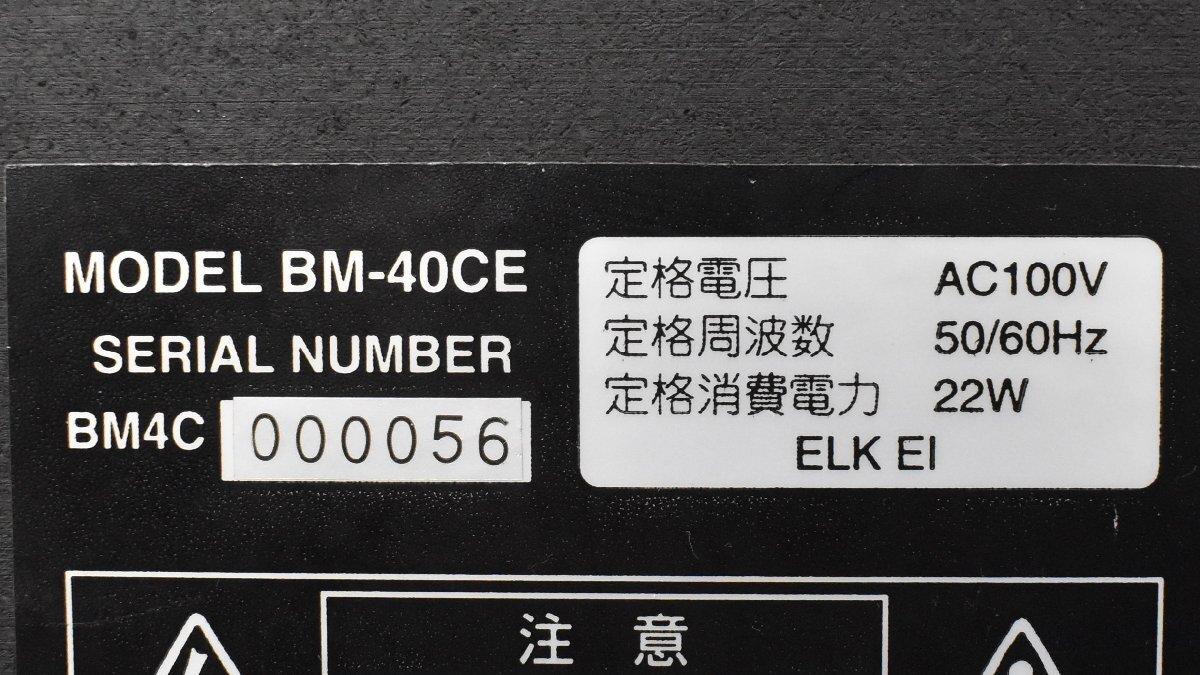 MODEL BM-40CE
SERIAL NUMBER
BM4C 000056
定格電圧 AC100V
定格周波数 50/60Hz
定格消費電力 22W
ELK EI
注 意